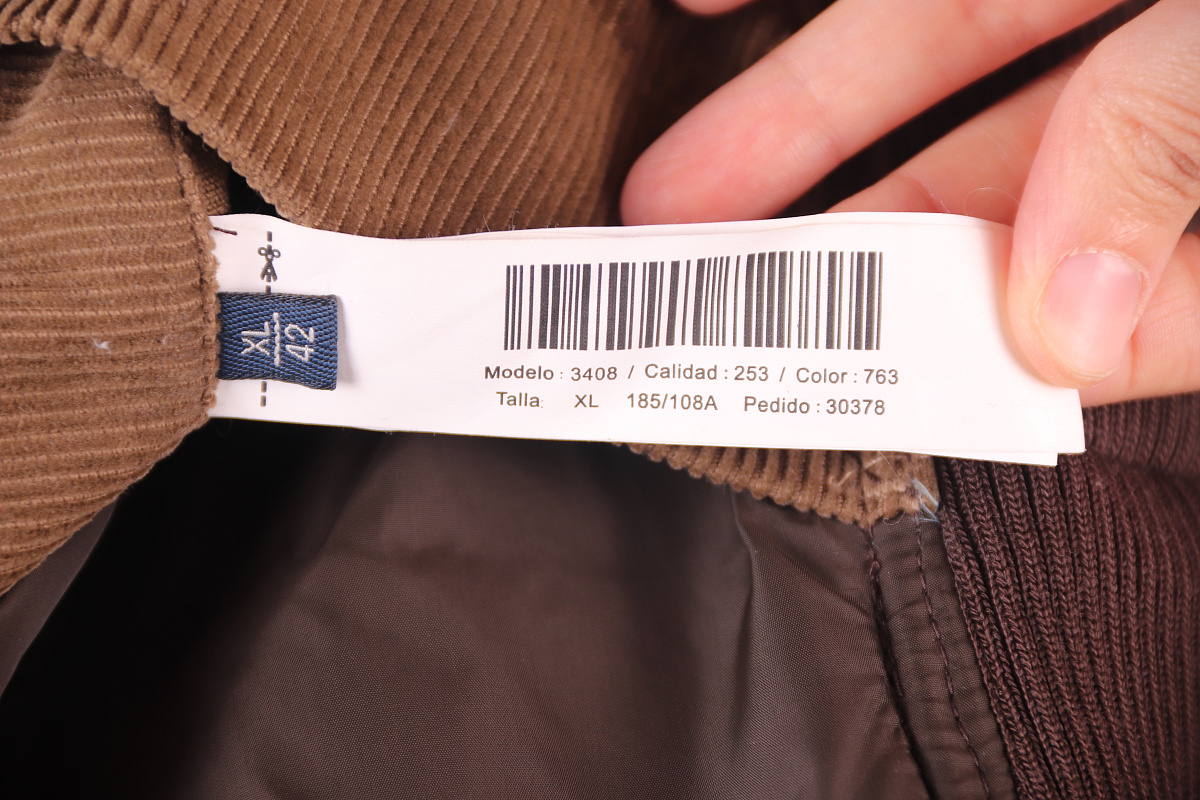 XL
42
Modelo : 3408 / Calidad : 253 / Color : 763
Talla: XL 185/108A Pedido : 30378